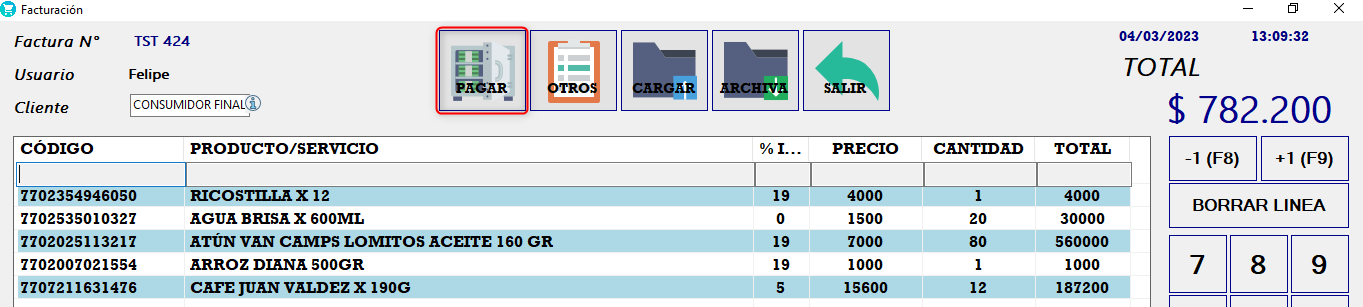 Facturación
Factura N° TST 424
Usuario Felipe
Cliente CONSUMIDOR FINAL
PAGAR OTROS CARGAR ARCHIVA SALIR
04/03/2023 13:09:32
TOTAL
$ 782.200
CÓDIGO PRODUCTO/SERVICIO % I... PRECIO CANTIDAD TOTAL
7702354946050 RICOSTILLA X 12 19 4000 1 4000
7702535010327 AGUA BRISA X 600ML 0 1500 20 30000
7702025113217 ATÚN VAN CAMPS LOMITOS ACEITE 160 GR 19 7000 80 560000
7702007021554 ARROZ DIANA 500GR 19 1000 1 1000
7707211631476 CAFE JUAN VALDEZ X 190G 5 15600 12 187200
-1 (F8) +1 (F9)
BORRAR LINEA
7 8 9